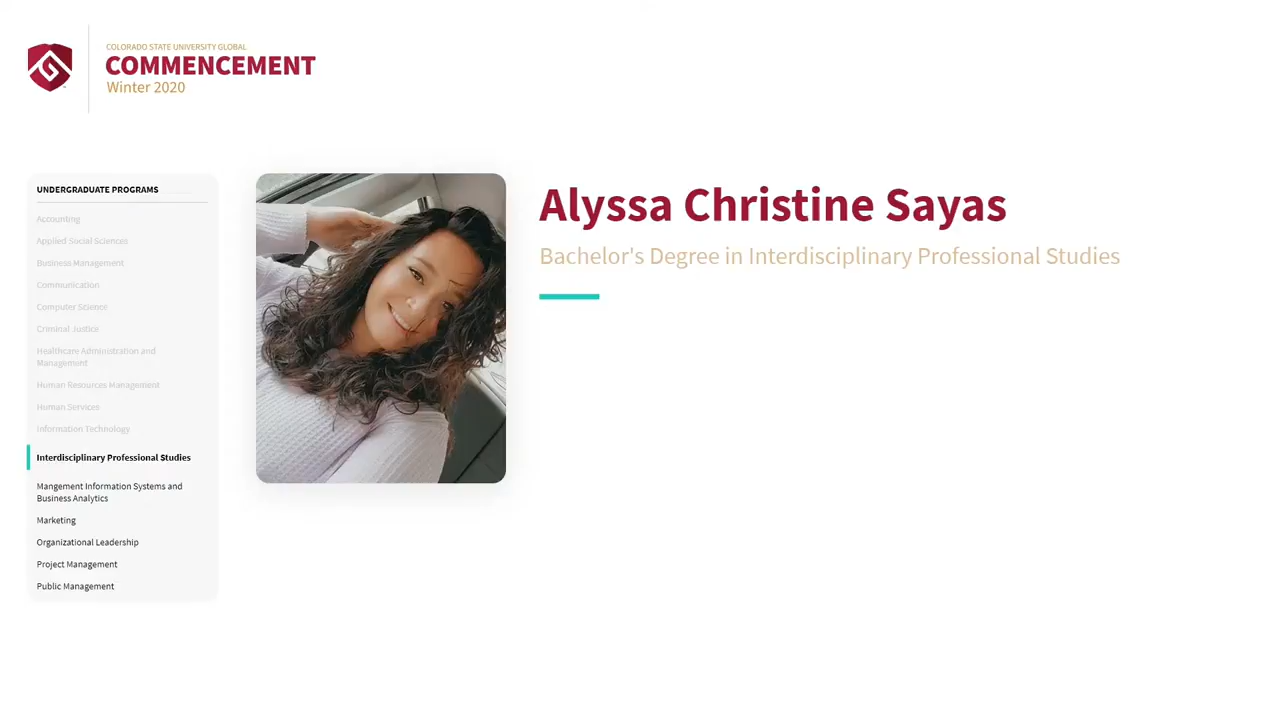 COLORADO STATE UNIVERSITY GLOBAL
COMMENCEMENT
Winter 2020
UNDERGRADUATE PROGRAMS
Accounting
Applied Social Sciences
Business Management
Communication
Computer Science
Criminal Justice
Healthcare Administration and
Management
Human Resources Management
Human Services
Information Technology
Interdisciplinary Professional Studies
Mangement Information Systems and
Business Analytics
Marketing
Organizational Leadership
Project Management
Public Management
Alyssa Christine Sayas
Bachelor's Degree in Interdisciplinary Professional Studies